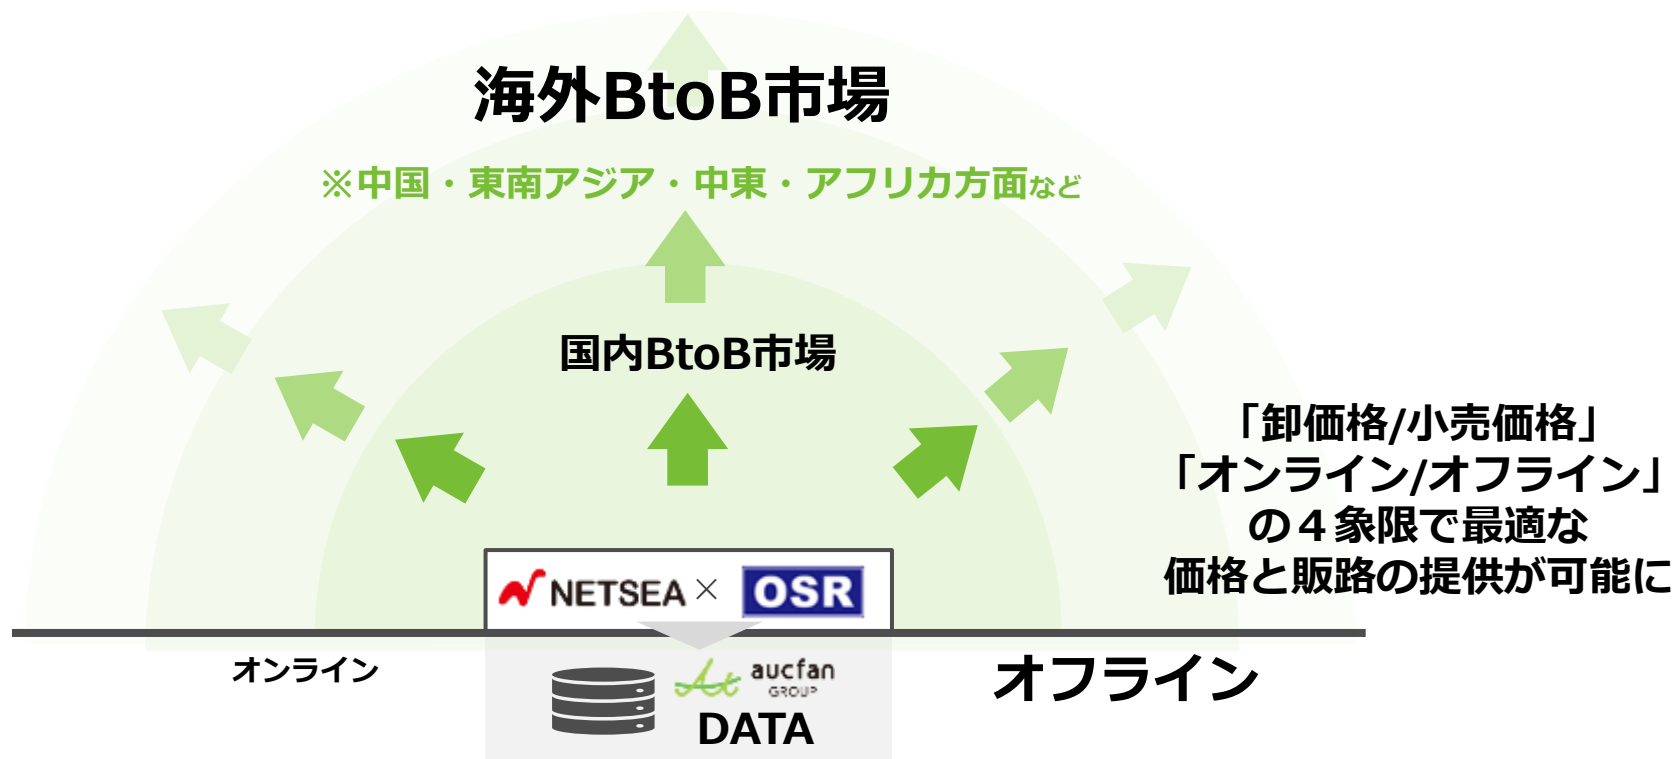 海外BtoB市場
※中国・東南アジア・中東・アフリカ方面など
国内BtoB市場
「卸価格/小売価格」
「オンライン/オフライン」
の４象限で最適な
価格と販路の提供が可能に
NETSEA × OSR
オンライン
オフライン
aucfan
GROUP
DATA